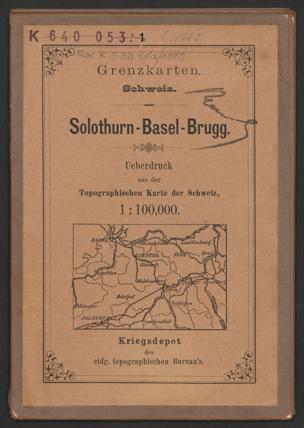 K 640 053:1
Grenzkarten.
Schweiz.
Solothurn-Basel-Brugg.
Ueberdruck
aus der
Topographischen Karte der Schweiz,
1 : 100,000.
BASEL
LIESTAL
SOLOTHURN
Kriegsdepot
des
eidg. topographischen Bureau's.